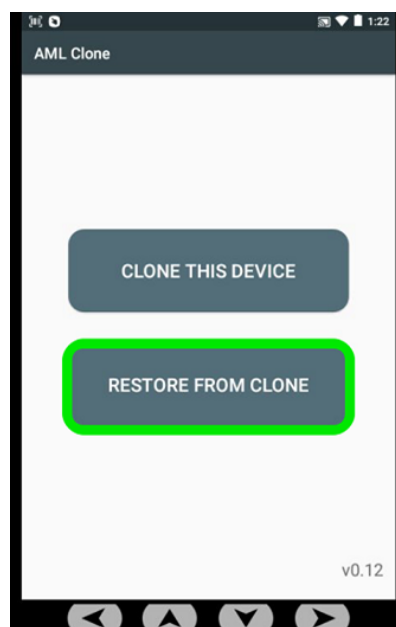 1:22
AML Clone
CLONE THIS DEVICE
RESTORE FROM CLONE
v0.12